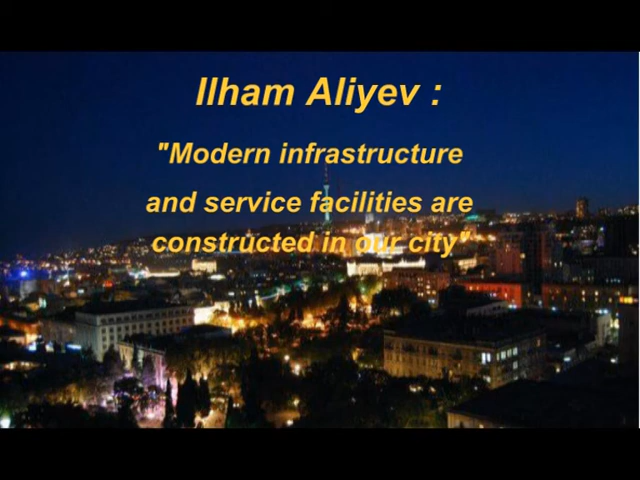 Ilham Aliyev :
"Modern infrastructure
and service facilities are
constructed in our city"